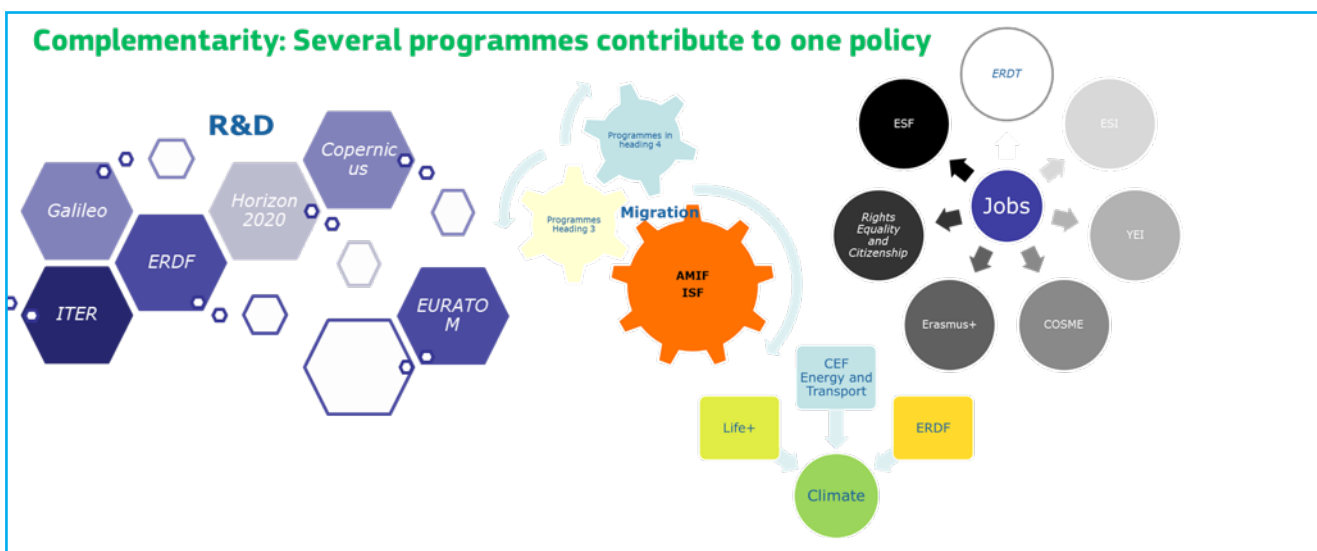 Complementarity: Several programmes contribute to one policy
R&D
Galileo
ITER
ERDF
Horizon
2020
Copernic
us
EURATO
M
Programmes in
heading 4
Programmes
Heading 3
Migration
AMIF
ISF
CEF
Energy and
Transport
Life+
ERDF
Climate
Jobs
ERDT
ESI
YEI
COSME
Erasmus+
Rights
Equality
and
Citizenship
ESF